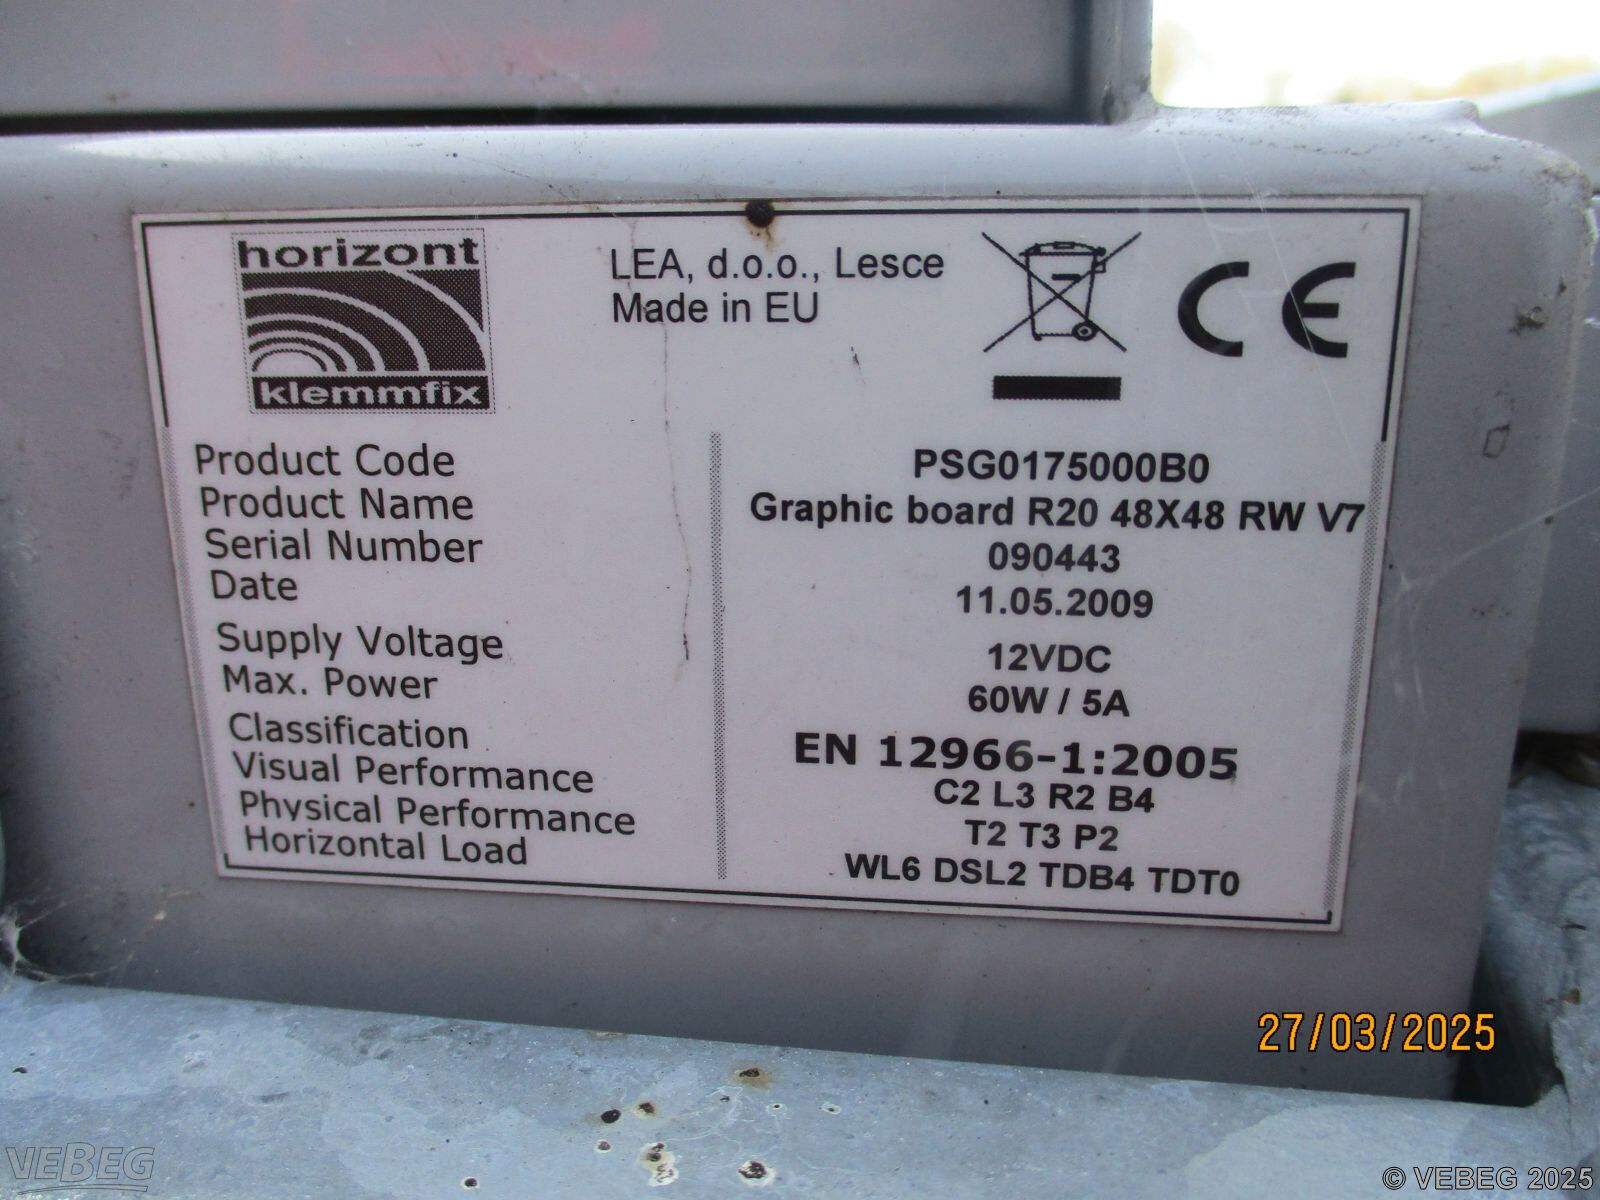 horizont
klemmfix
LEA, d.o.o., Lesce
Made in EU
CE
Product Code PSG0175000B0
Product Name Graphic board R20 48X48 RW V7
Serial Number 090443
Date 11.05.2009
Supply Voltage 12VDC
Max. Power 60W / 5A
Classification EN 12966-1:2005
Visual Performance C2 L3 R2 B4
Physical Performance T2 T3 P2
Horizontal Load WL6 DSL2 TDB4 TDT0
27/03/2025
VEBEG
© VEBEG 2025